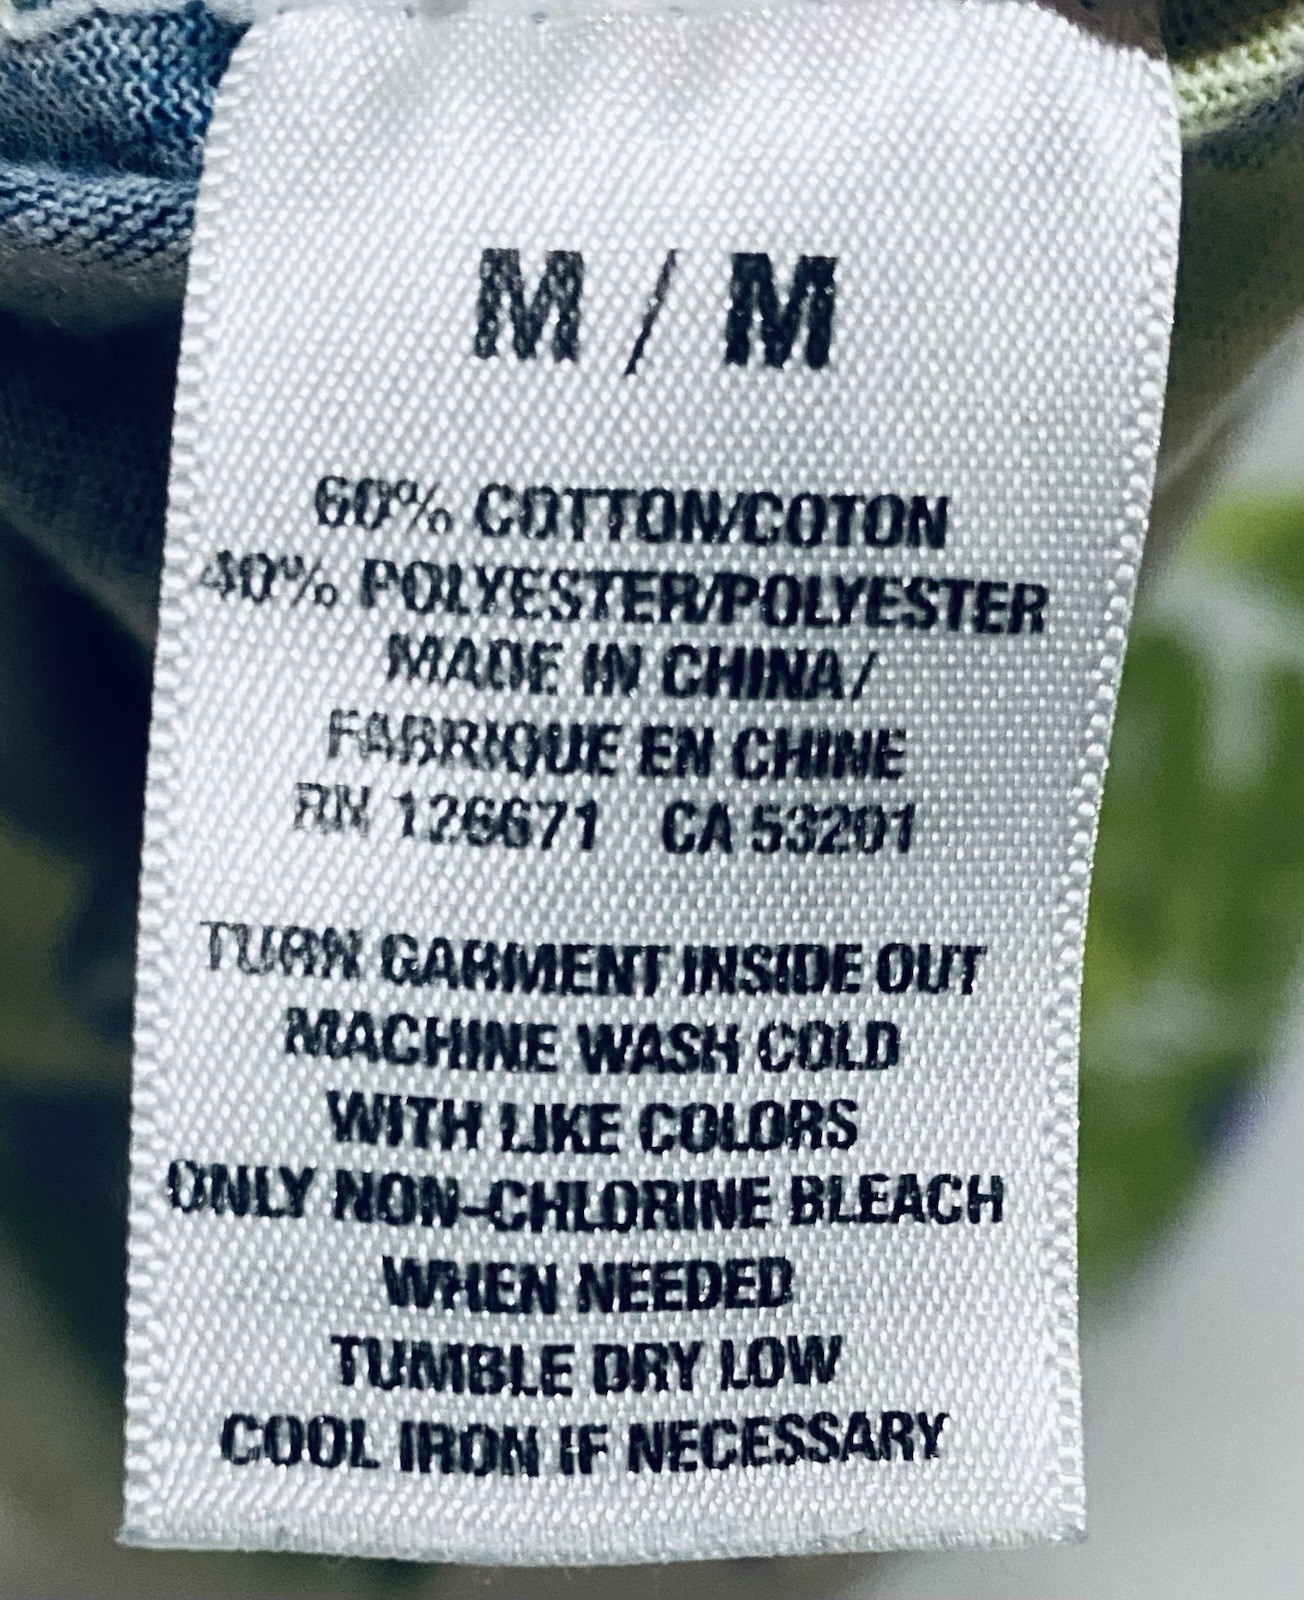 M / M
60% COTTON/COTON
40% POLYESTER/POLYESTER
MADE IN CHINA/
FABRIQUE EN CHINE
RN 126671 CA 53201
TURN GARMENT INSIDE OUT
MACHINE WASH COLD
WITH LIKE COLORS
ONLY NON-CHLORINE BLEACH
WHEN NEEDED
TUMBLE DRY LOW
COOL IRON IF NECESSARY